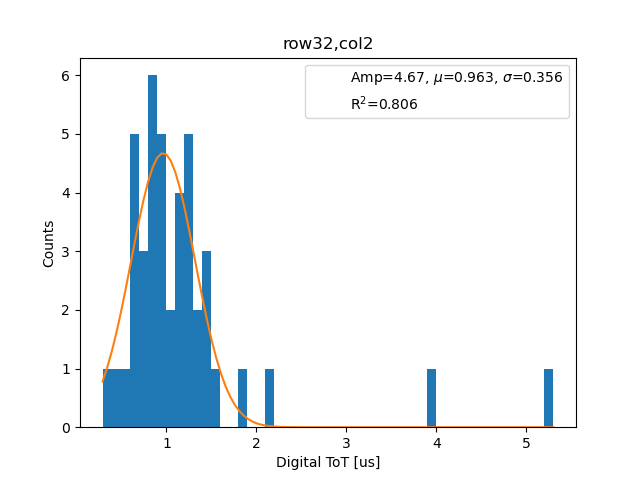 row32,col2
Amp=4.67, μ=0.963, σ=0.356
R²=0.806
Counts
6
5
4
3
2
1
0
1 2 3 4 5
Digital ToT [us]